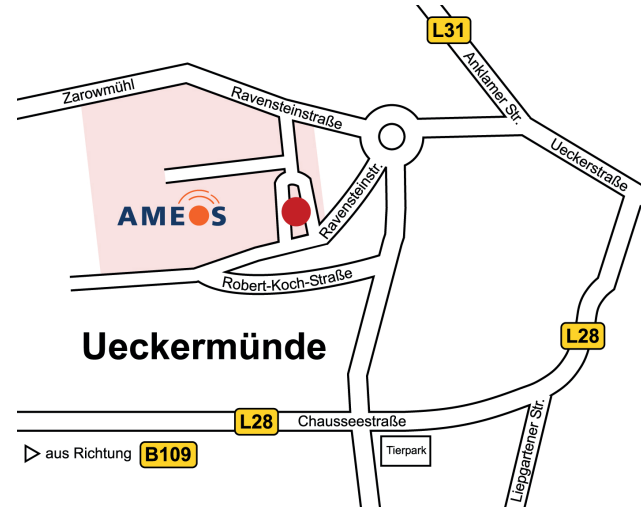 L31
Anklamer Str.
Zarowmühl
Ravensteinstraße
Ueckerstraße
AMEOS
Ravensteinstr.
Robert-Koch-Straße
Ueckermünde
L28
L28
Chausseestraße
Liepgartener Str.
Tierpark
aus Richtung B109